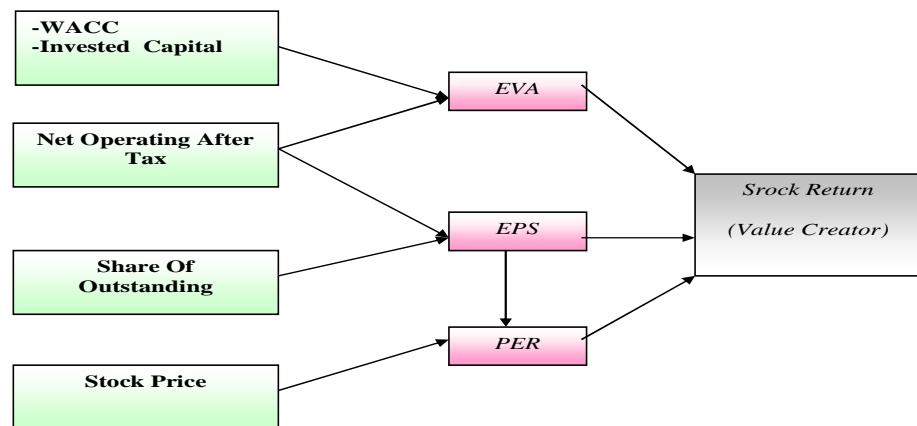 -WACC
-Invested Capital
EVA
Net Operating After
Tax
Srock Return
(Value Creator)
EPS
Share Of
Outstanding
PER
Stock Price